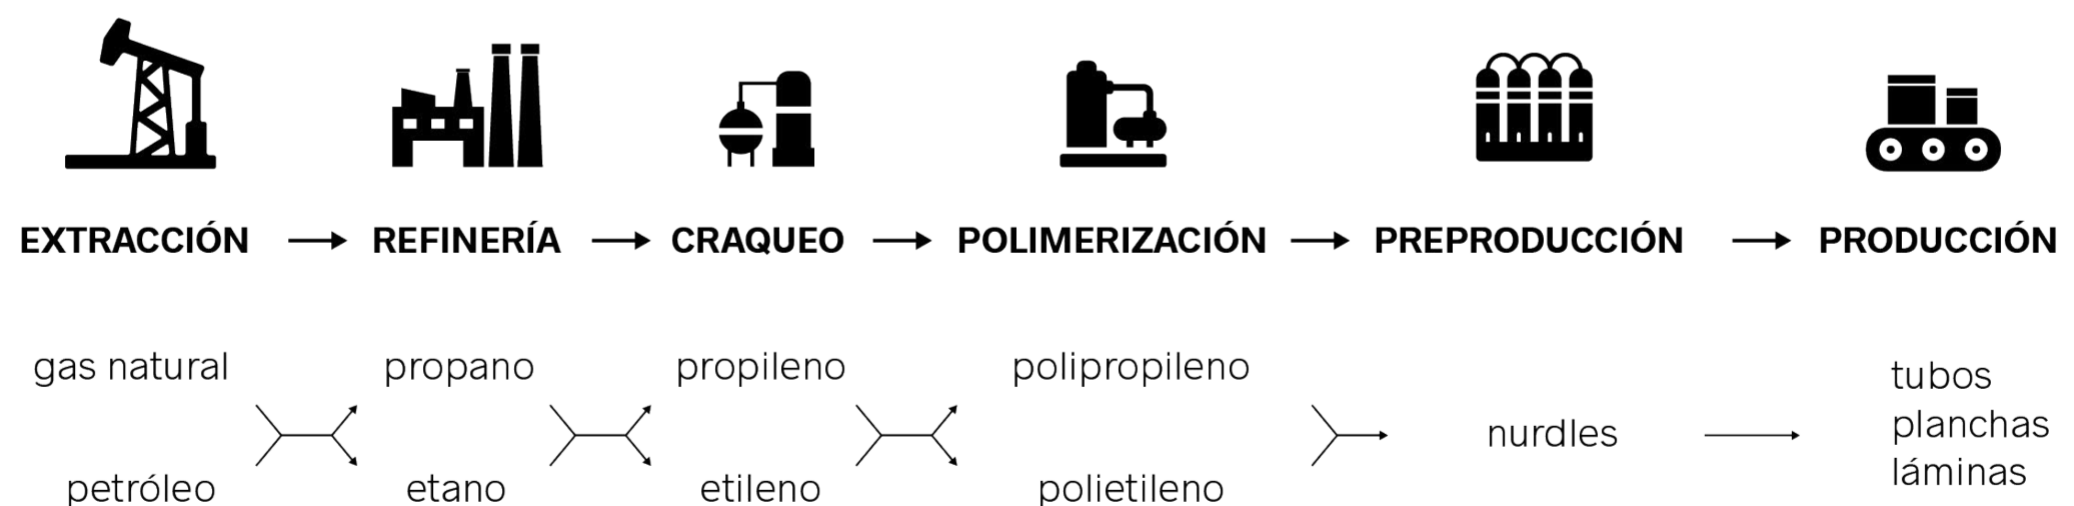 EXTRACCIÓN
REFINERÍA
CRAQUEO
POLIMERIZACIÓN
PREPRODUCCIÓN
PRODUCCIÓN
gas natural
petróleo
propano
etano
propileno
etileno
polipropileno
polietileno
nurdles
tubos
planchas
láminas